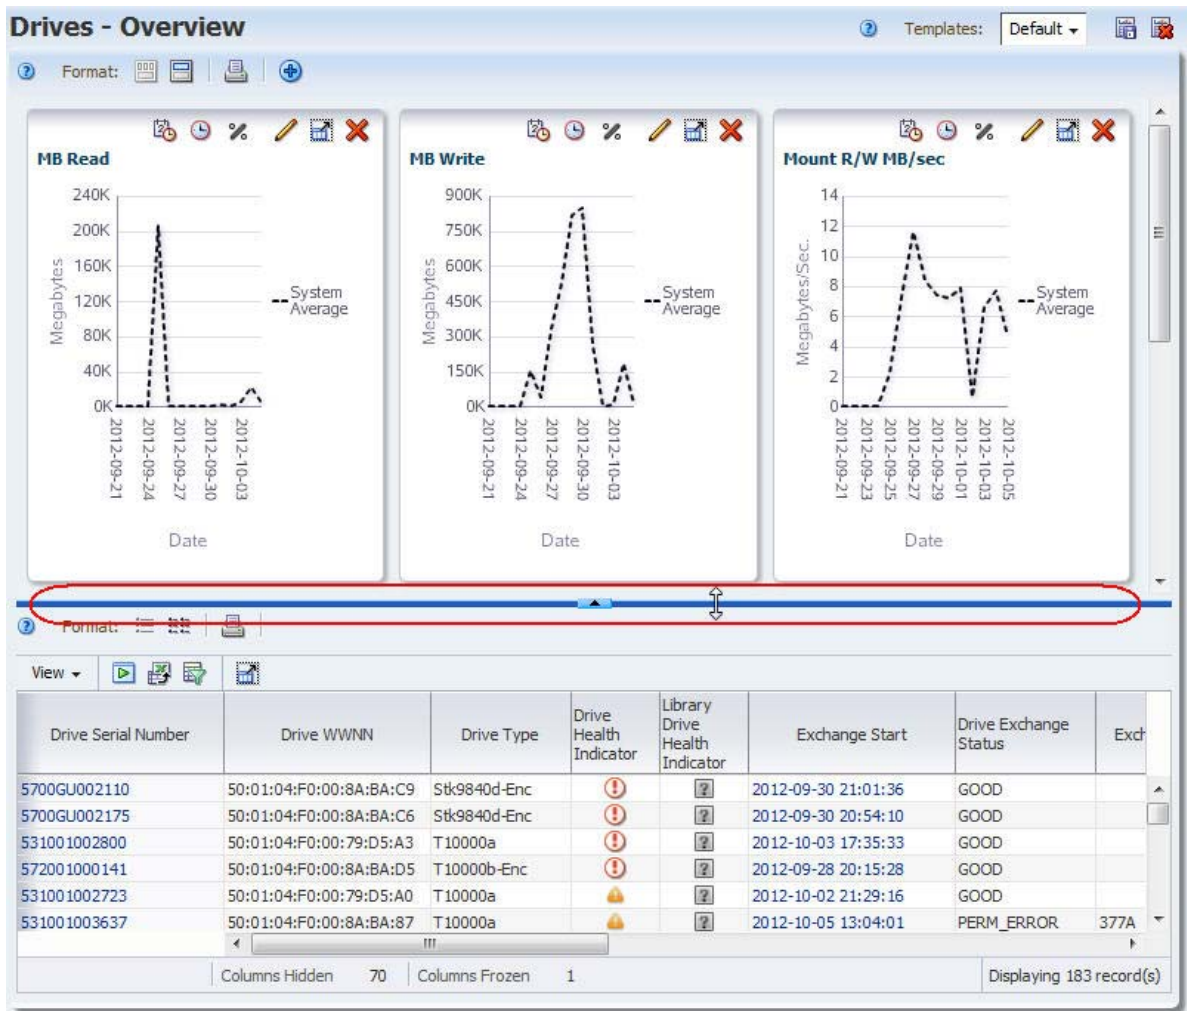 Drives - Overview
Templates: Default
Format:
MB Read
240K
200K
160K
120K
80K
40K
0K
Megabytes
System
Average
2012-09-21
2012-09-24
2012-09-27
2012-09-30
2012-10-03
Date
MB Write
900K
750K
600K
450K
300K
150K
0K
Megabytes
System
Average
2012-09-21
2012-09-24
2012-09-27
2012-09-30
2012-10-03
Date
Mount R/W MB/sec
14
12
10
8
6
4
2
0
Megabytes/Sec.
System
Average
2012-09-21
2012-09-23
2012-09-25
2012-09-27
2012-09-29
2012-10-01
2012-10-03
2012-10-05
Date
Format:
View
Drive Serial Number
Drive WWNN
Drive Type
Drive
Health
Indicator
Library
Drive
Health
Indicator
Exchange Start
Drive Exchange
Status
Exch
5700GU002110 50:01:04:F0:00:8A:BA:C9 Stk9840d-Enc 2012-09-30 21:01:36 GOOD
5700GU002175 50:01:04:F0:00:8A:BA:C6 Stk9840d-Enc 2012-09-30 20:54:10 GOOD
531001002800 50:01:04:F0:00:79:D5:A3 T10000a 2012-10-03 17:35:33 GOOD
572001000141 50:01:04:F0:00:8A:BA:D5 T10000b-Enc 2012-09-28 20:15:28 GOOD
531001002723 50:01:04:F0:00:79:D5:A0 T10000a 2012-10-02 21:29:16 GOOD
531001003637 50:01:04:F0:00:8A:BA:87 T10000a 2012-10-05 13:04:01 PERM_ERROR 377A
Columns Hidden 70 Columns Frozen 1 Displaying 183 record(s)